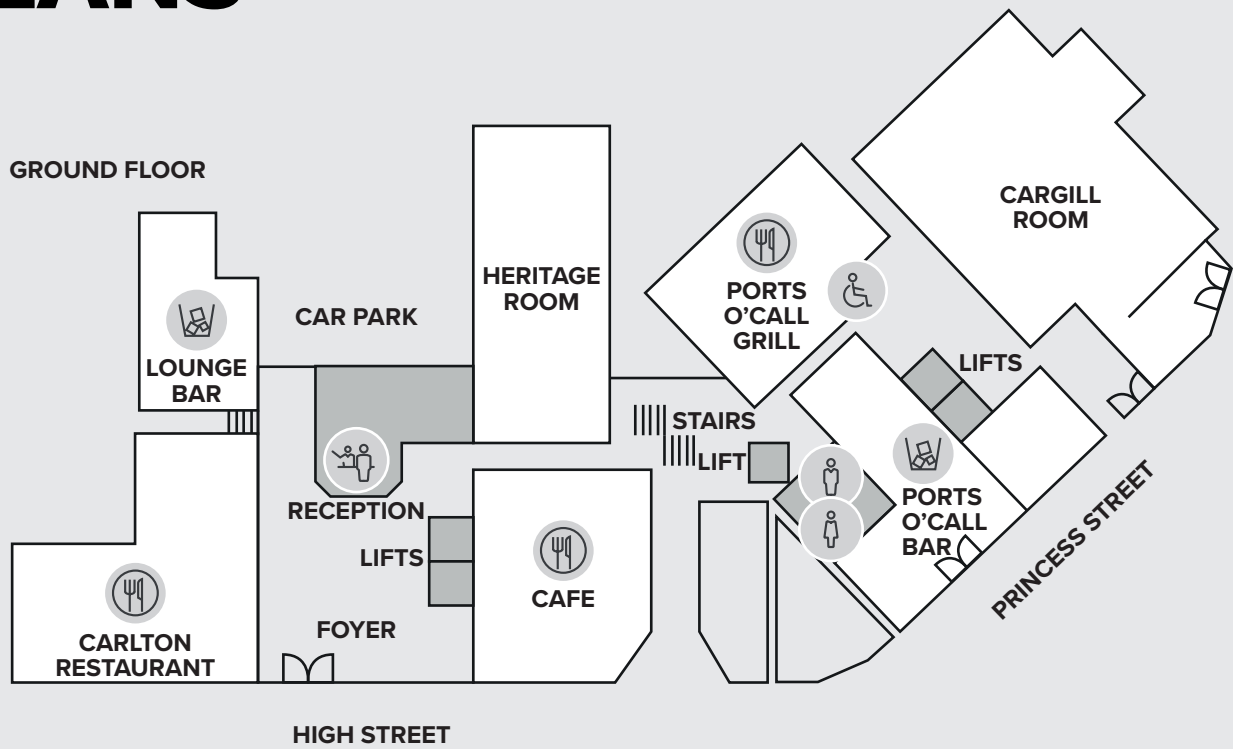 GROUND FLOOR
CARGILL
ROOM
HERITAGE
ROOM
PORTS
O’CALL
GRILL
CAR PARK
LOUNGE
BAR
LIFTS
STAIRS
LIFT
RECEPTION
PORTS
O’CALL
BAR
LIFTS
CAFE
PRINCESS STREET
FOYER
CARLTON
RESTAURANT
HIGH STREET